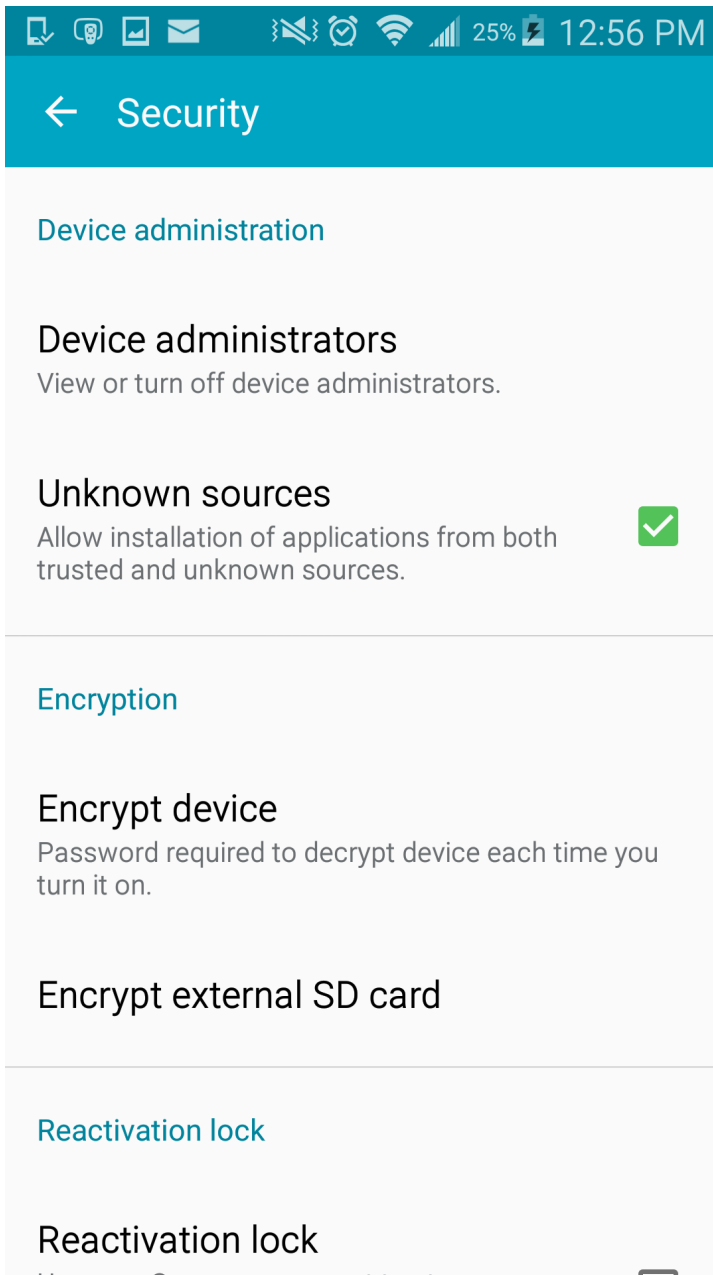 25% 12:56 PM
Security
Device administration
Device administrators
View or turn off device administrators.
Unknown sources
Allow installation of applications from both
trusted and unknown sources.
Encryption
Encrypt device
Password required to decrypt device each time you
turn it on.
Encrypt external SD card
Reactivation lock
Reactivation lock